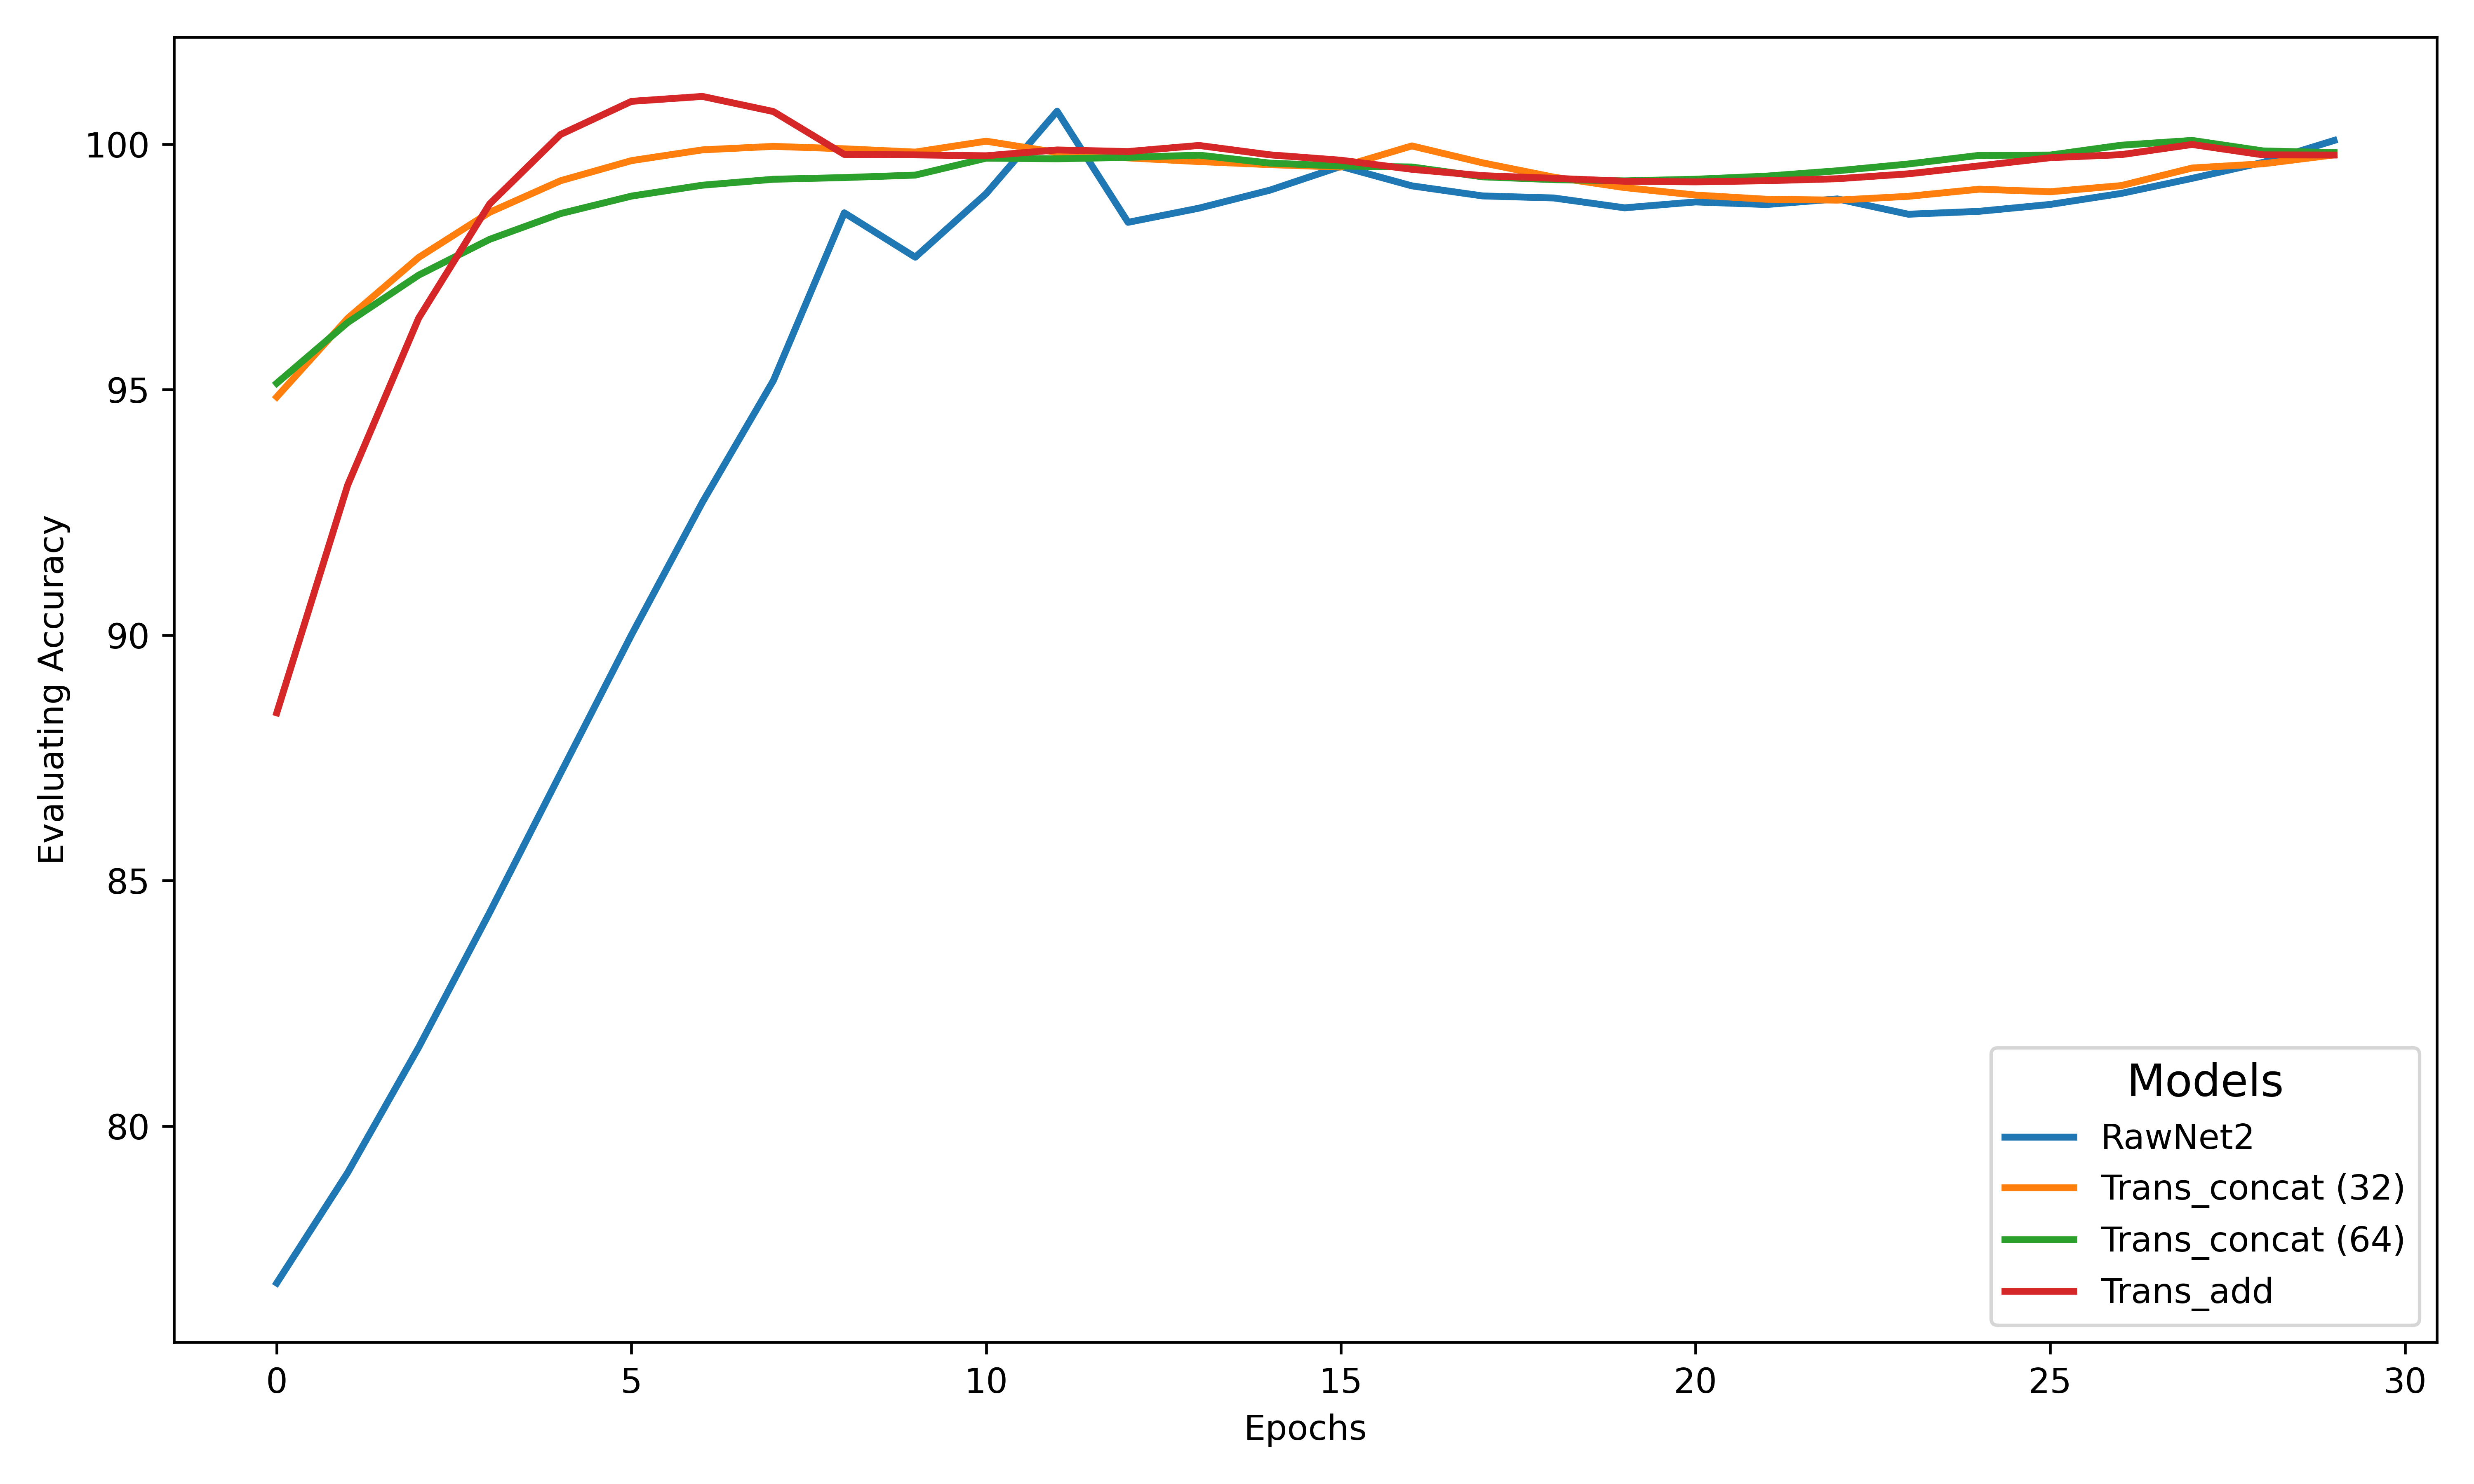 100
95
90
85
80
Evaluating Accuracy
0 5 10 15 20 25 30
Epochs
Models
RawNet2
Trans_concat (32)
Trans_concat (64)
Trans_add